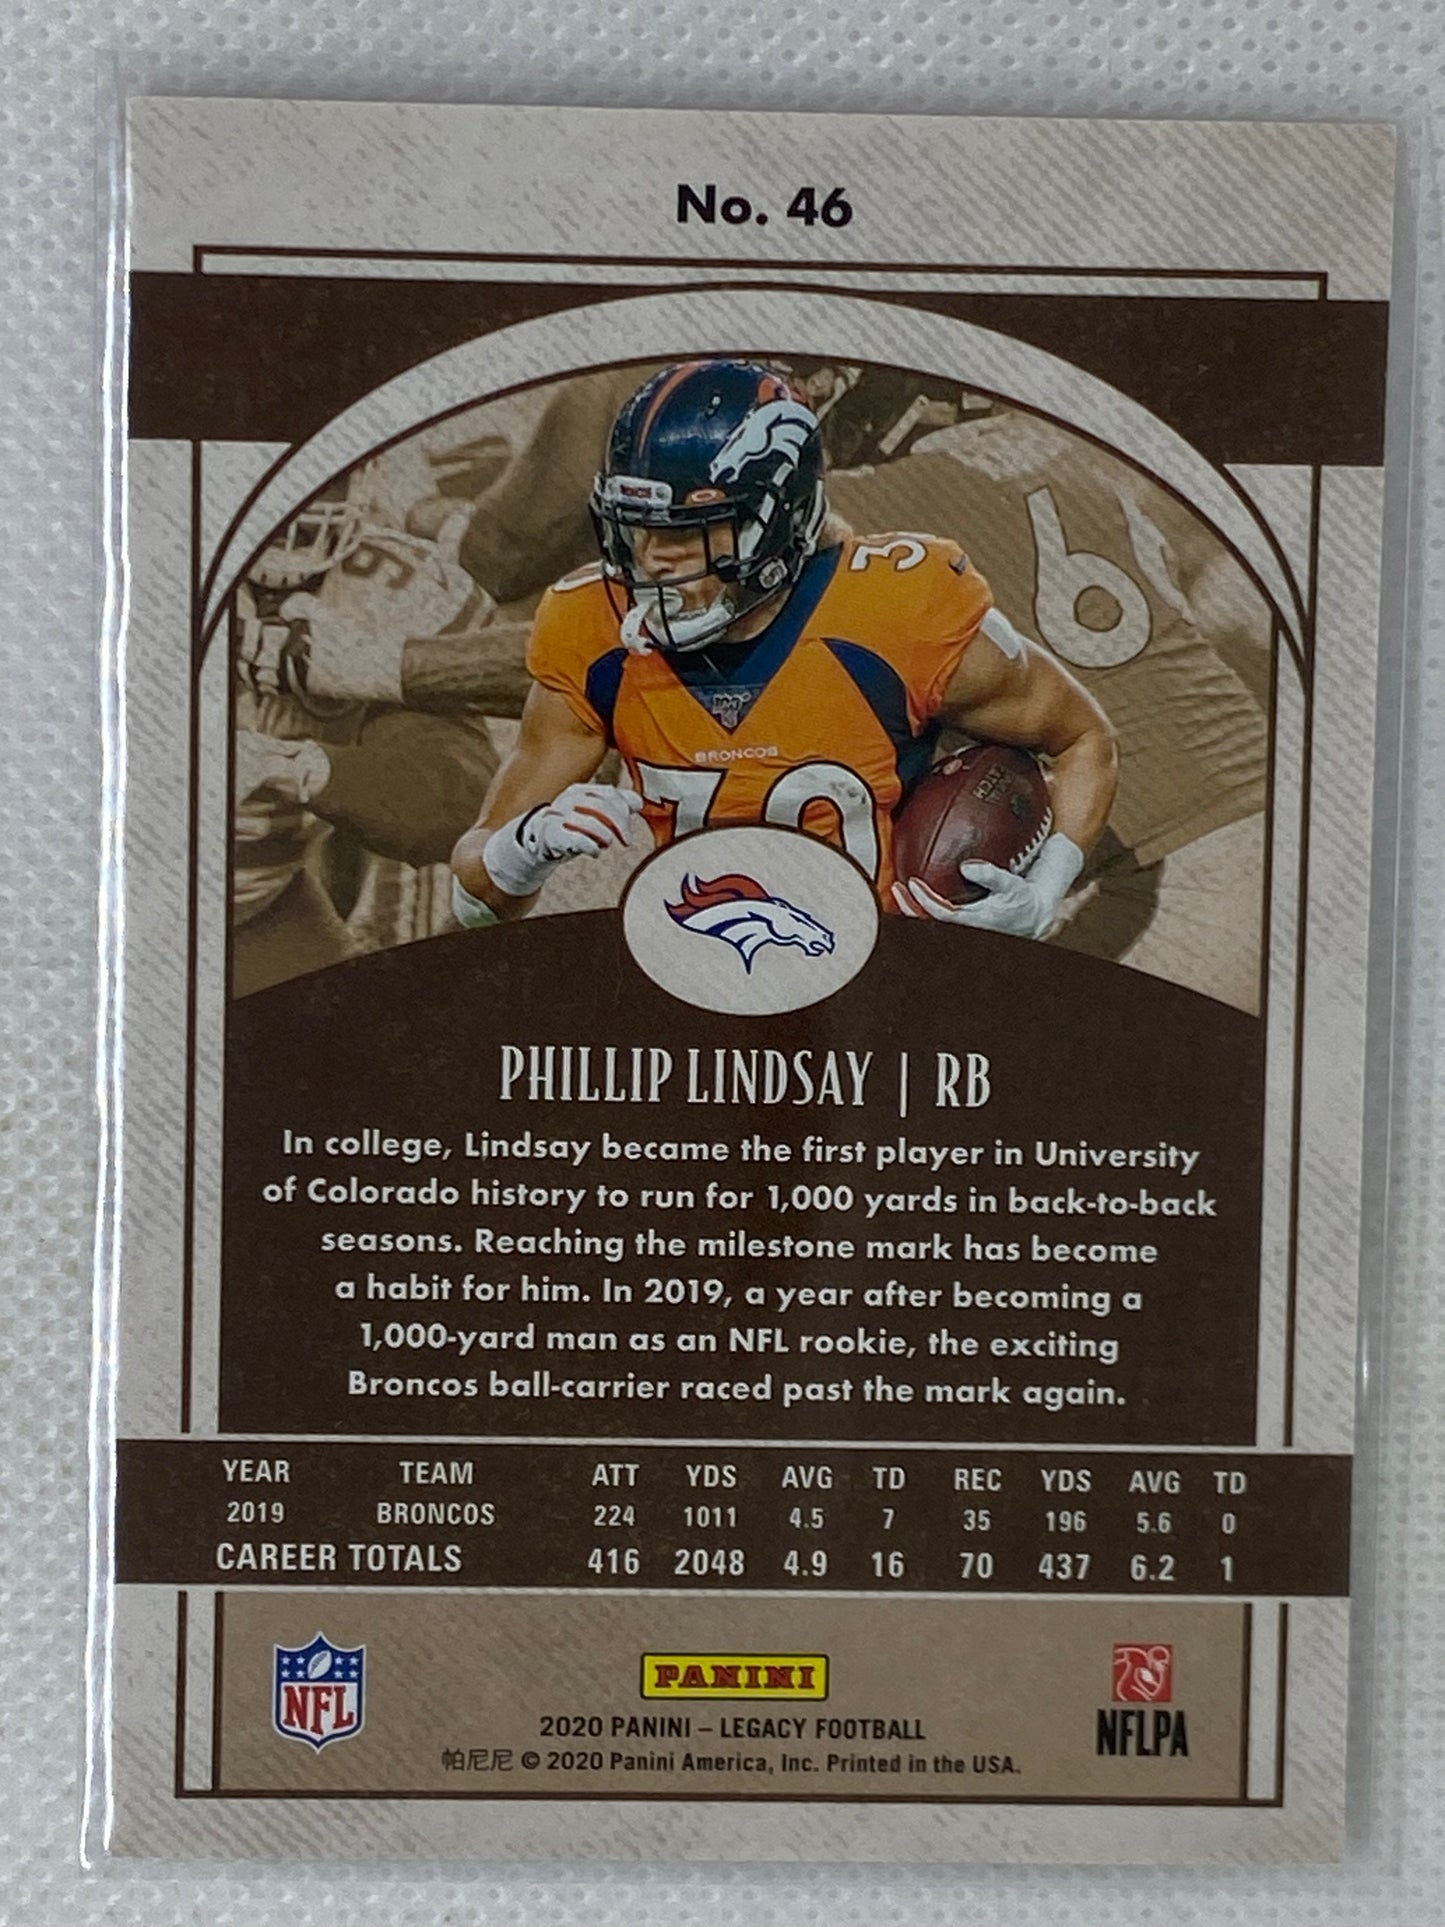 No. 46
BRONCOS
30
6
BRONCOS
30
PHILLIP LINDSAY | RB
In college, Lindsay became the first player in University
of Colorado history to run for 1,000 yards in back-to-back
seasons. Reaching the milestone mark has become
a habit for him. In 2019, a year after becoming a
1,000-yard man as an NFL rookie, the exciting
Broncos ball-carrier raced past the mark again.
YEAR TEAM ATT YDS AVG TD REC YDS AVG TD
2019 BRONCOS 224 1011 4.5 7 35 196 5.6 0
CAREER TOTALS 416 2048 4.9 16 70 437 6.2 1
NFL
PANINI
NFLPA
2020 PANINI – LEGACY FOOTBALL
帕尼尼 © 2020 Panini America, Inc. Printed in the USA.